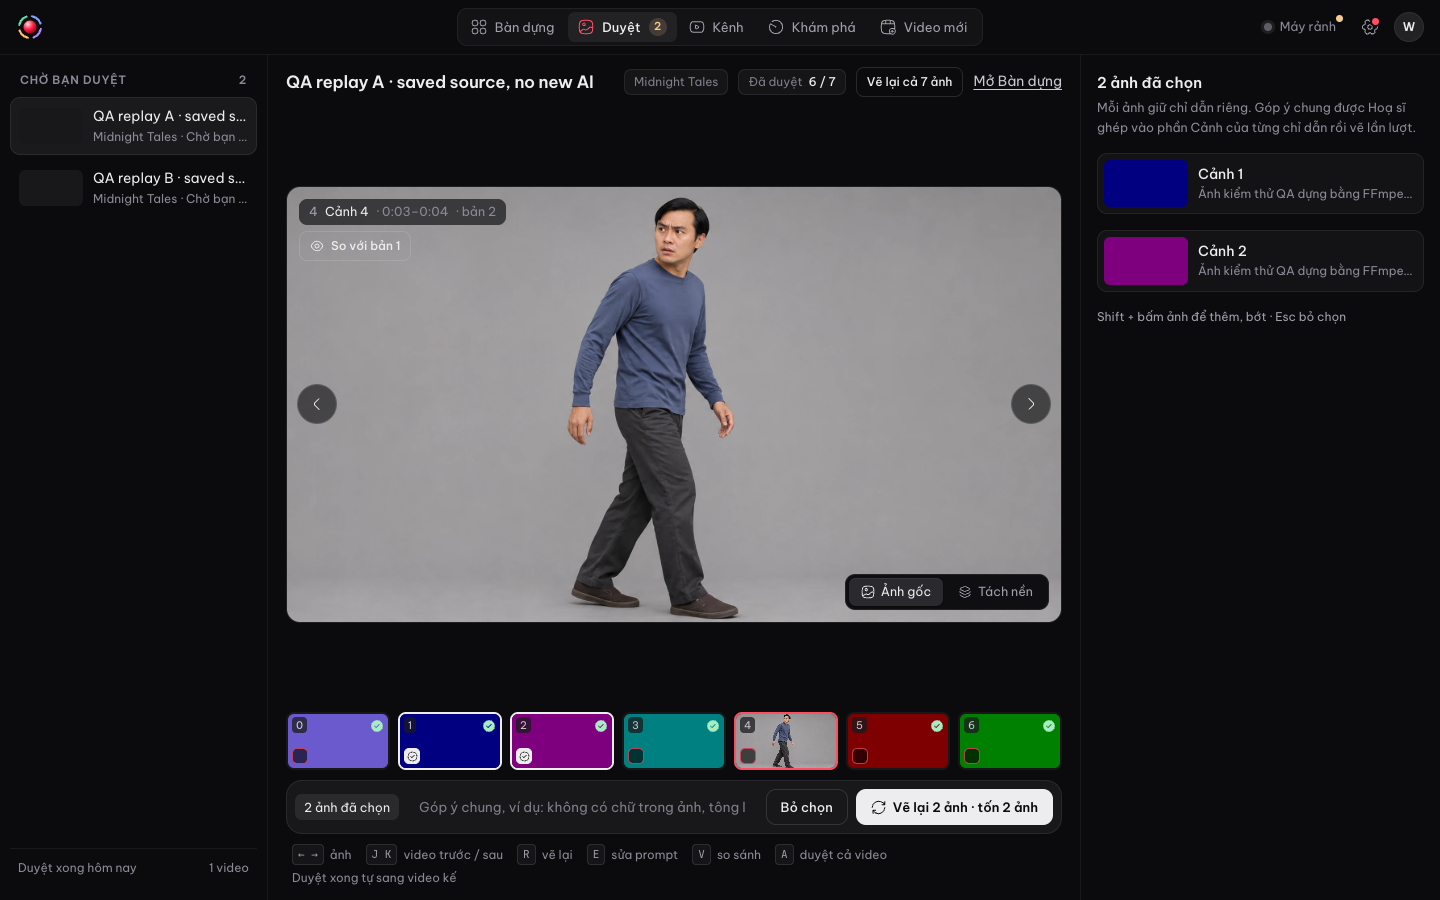 Bàn dựng
Duyệt 2
Kênh
Khám phá
Video mới
Máy rảnh
W
CHỜ BẠN DUYỆT 2
QA replay A · saved s...
Midnight Tales · Chờ bạn ...
QA replay B · saved s...
Midnight Tales · Chờ bạn ...
Duyệt xong hôm nay 1 video
QA replay A · saved source, no new AI
Midnight Tales
Đã duyệt 6 / 7
Vẽ lại cả 7 ảnh
Mở Bàn dựng
4 Cảnh 4 · 0:03–0:04 · bản 2
So với bản 1
Ảnh gốc
Tách nền
0
1
2
3
4
5
6
2 ảnh đã chọn
Góp ý chung, ví dụ: không có chữ trong ảnh, tông l
Bỏ chọn
Vẽ lại 2 ảnh · tốn 2 ảnh
← → ảnh
J K video trước / sau
R vẽ lại
E sửa prompt
V so sánh
A duyệt cả video
Duyệt xong tự sang video kế
2 ảnh đã chọn
Mỗi ảnh giữ chỉ dẫn riêng. Góp ý chung được Hoạ sĩ
ghép vào phần Cảnh của từng chỉ dẫn rồi vẽ lần lượt.
Cảnh 1
Ảnh kiểm thử QA dựng bằng FFmpe...
Cảnh 2
Ảnh kiểm thử QA dựng bằng FFmpe...
Shift + bấm ảnh để thêm, bớt · Esc bỏ chọn